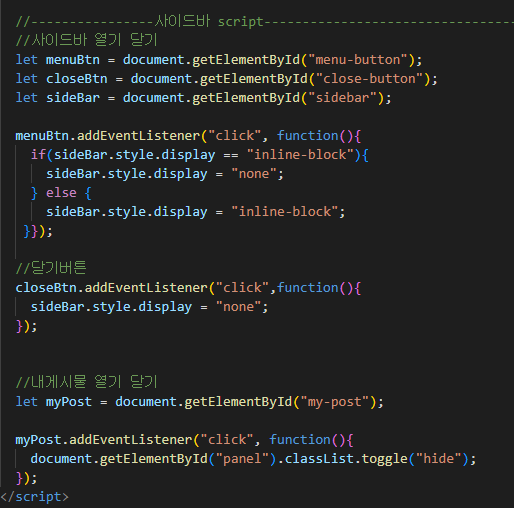 //----------------사이드바 script---------------------------------
//사이드바 열기 닫기
let menuBtn = document.getElementById("menu-button");
let closeBtn = document.getElementById("close-button");
let sideBar = document.getElementById("sidebar");
menuBtn.addEventListener("click", function(){
if(sideBar.style.display == "inline-block"){
sideBar.style.display = "none";
} else {
sideBar.style.display = "inline-block";
}});
//닫기버튼
closeBtn.addEventListener("click",function(){
sideBar.style.display = "none";
});
//내게시물 열기 닫기
let myPost = document.getElementById("my-post");
myPost.addEventListener("click", function(){
document.getElementById("panel").classList.toggle("hide");
});
</script>